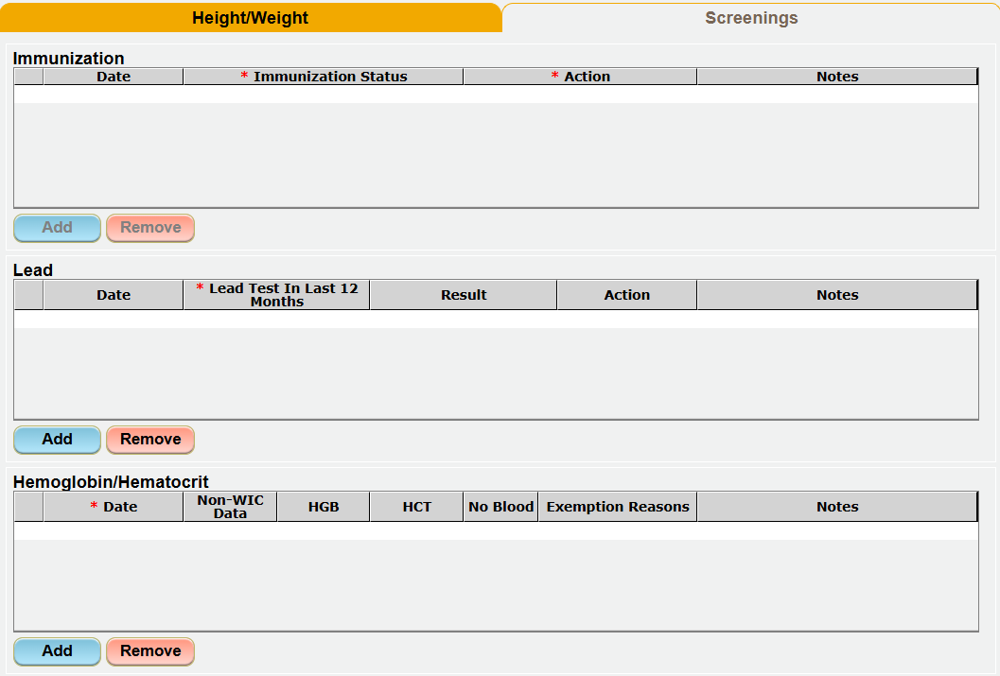 Height/Weight Screenings
Immunization
Date * Immunization Status * Action Notes
Add Remove
Lead
Date * Lead Test In Last 12 Months Result Action Notes
Add Remove
Hemoglobin/Hematocrit
* Date Non-WIC Data HGB HCT No Blood Exemption Reasons Notes
Add Remove